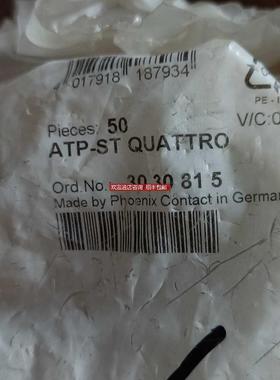 017918 187934
Pieces: 50
ATP-ST QUATTRO
V/C:0
PE-
Ord.No. 30 30 81 5
Made by Phoenix Contact in German